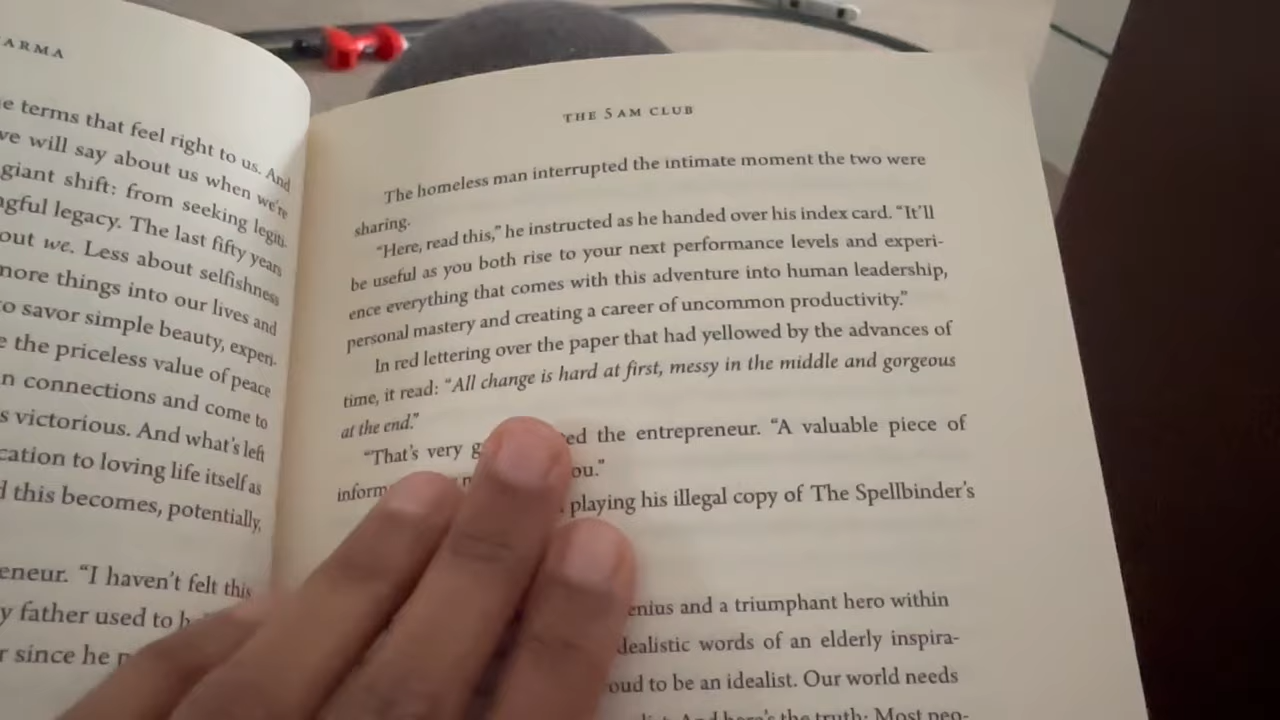 ARMA
e terms that feel right to us. And
ve will say about us when we're
giant shift: from seeking legiti-
gful legacy. The last fifty years
out we. Less about selfishness
more things into our lives and
o savor simple beauty, experi-
e the priceless value of peace
n connections and come to
s victorious. And what's left
cation to loving life itself as
d this becomes, potentially,
eneur. "I haven't felt this
y father used to
r since he
THE 5 AM CLUB
The homeless man interrupted the intimate moment the two were
sharing.
"Here, read this," he instructed as he handed over his index card. "It'll
be useful as you both rise to your next performance levels and experi-
ence everything that comes with this adventure into human leadership,
personal mastery and creating a career of uncommon productivity."
In red lettering over the paper that had yellowed by the advances of
time, it read: "All change is hard at first, messy in the middle and gorgeous
at the end."
"That's very g ed the entrepreneur. "A valuable piece of
inform ou."
playing his illegal copy of The Spellbinder's
enius and a triumphant hero within
dealistic words of an elderly inspira-
oud to be an idealist. Our world needs
And here's the truth: Most peo-